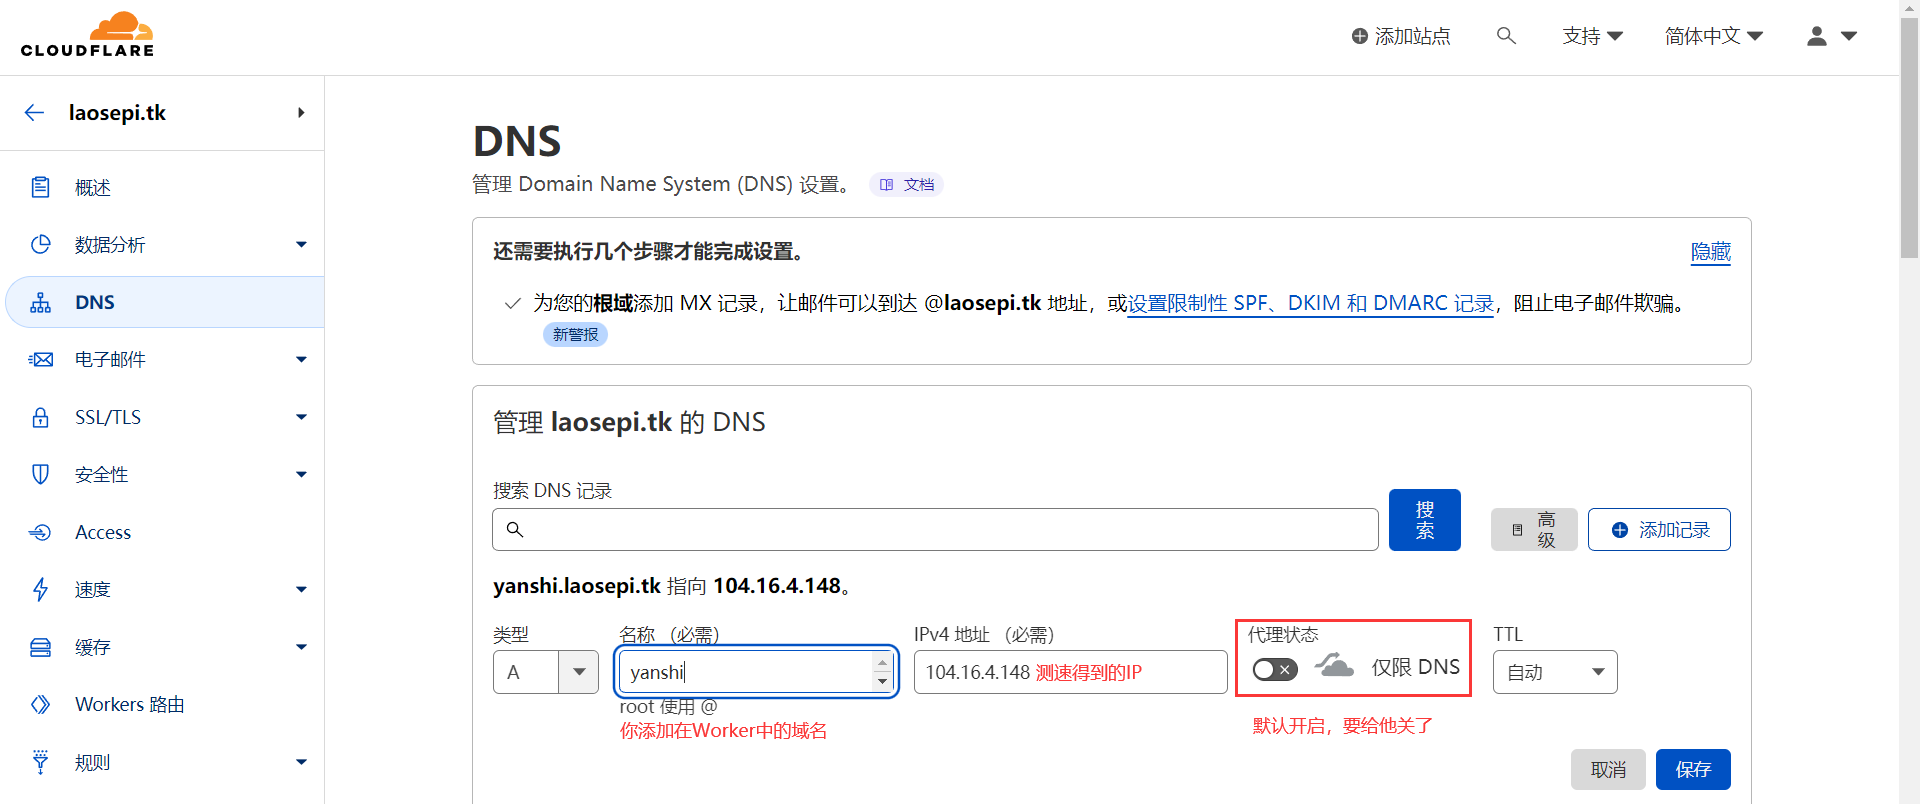 CLOUDFLARE
添加站点
支持
简体中文
laosepi.tk
概述
数据分析
DNS
电子邮件
SSL/TLS
安全性
Access
速度
缓存
Workers 路由
规则
DNS
管理 Domain Name System (DNS) 设置。 文档
还需要执行几个步骤才能完成设置。
隐藏
为您的根域添加 MX 记录，让邮件可以到达 @laosepi.tk 地址，或设置限制性 SPF、DKIM 和 DMARC 记录，阻止电子邮件欺骗。
新警报
管理 laosepi.tk 的 DNS
搜索 DNS 记录
搜
索
高
级
添加记录
yanshi.laosepi.tk 指向 104.16.4.148。
类型
名称 （必需）
IPv4 地址 （必需）
代理状态
TTL
A
yanshi
104.16.4.148 测速得到的IP
仅限 DNS
自动
root 使用 @
你添加在Worker中的域名
默认开启，要给他关了
取消
保存